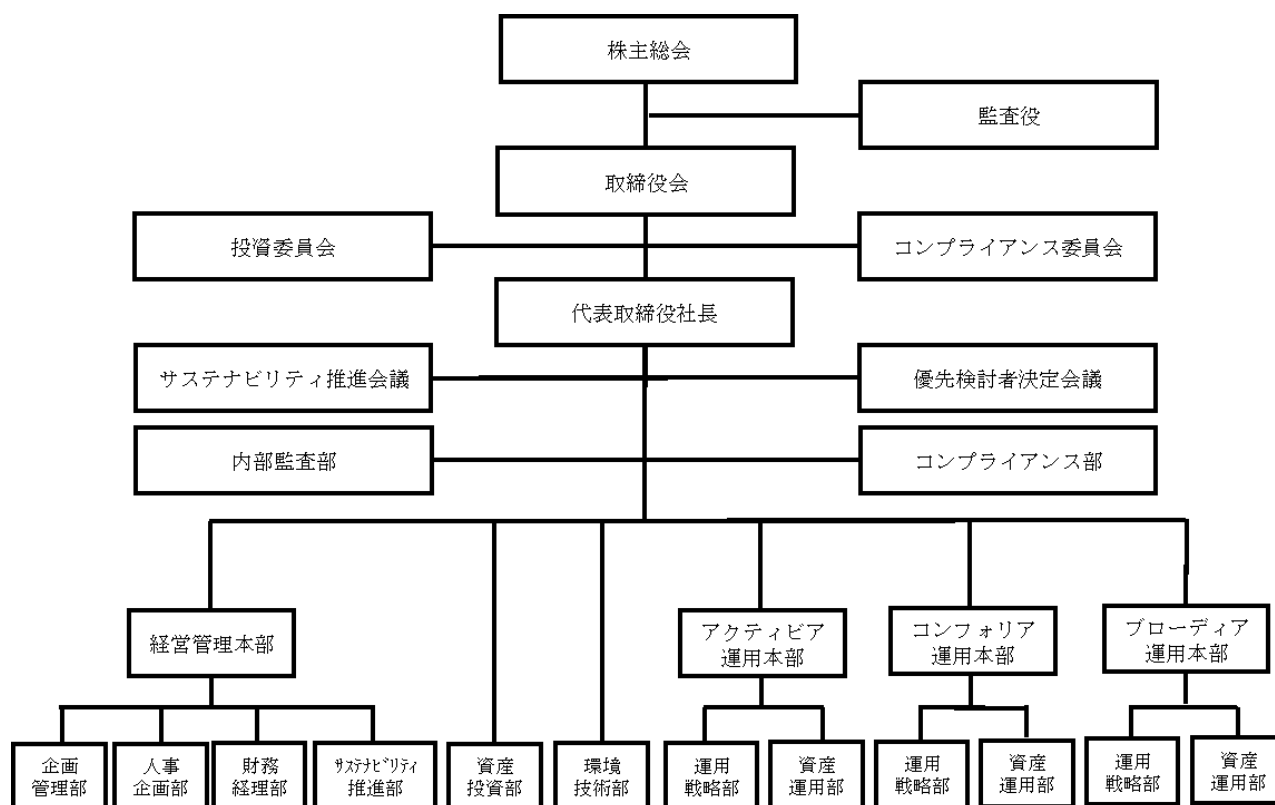 株主総会
監査役
取締役会
投資委員会
コンプライアンス委員会
代表取締役社長
サステナビリティ推進会議
優先検討者決定会議
内部監査部
コンプライアンス部
経営管理本部
アクティビア
運用本部
コンフォリア
運用本部
ブローディア
運用本部
企画
管理部
人事
企画部
財務
経理部
ｻｽﾃﾅﾋﾞﾘﾃｨ
推進部
資産
投資部
環境
技術部
運用
戦略部
資産
運用部
運用
戦略部
資産
運用部
運用
戦略部
資産
運用部